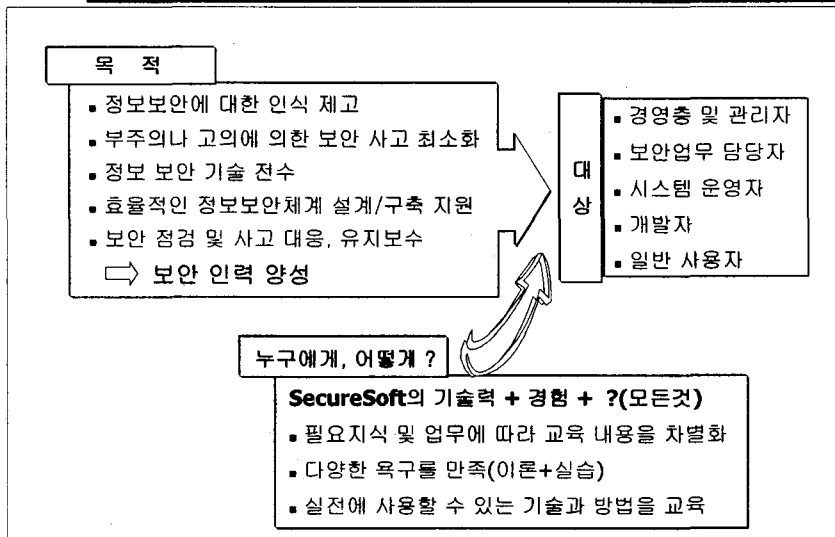 목 적
▪ 정보보안에 대한 인식 제고
▪ 부주의나 고의에 의한 보안 사고 최소화
▪ 정보 보안 기술 전수
▪ 효율적인 정보보안체계 설계/구축 지원
▪ 보안 점검 및 사고 대응, 유지보수
⇨ 보안 인력 양성
대상
▪ 경영층 및 관리자
▪ 보안업무 담당자
▪ 시스템 운영자
▪ 개발자
▪ 일반 사용자
누구에게, 어떻게 ?
SecureSoft의 기술력 + 경험 + ?(모든것)
▪ 필요지식 및 업무에 따라 교육 내용을 차별화
▪ 다양한 욕구를 만족(이론+실습)
▪ 실전에 사용할 수 있는 기술과 방법을 교육